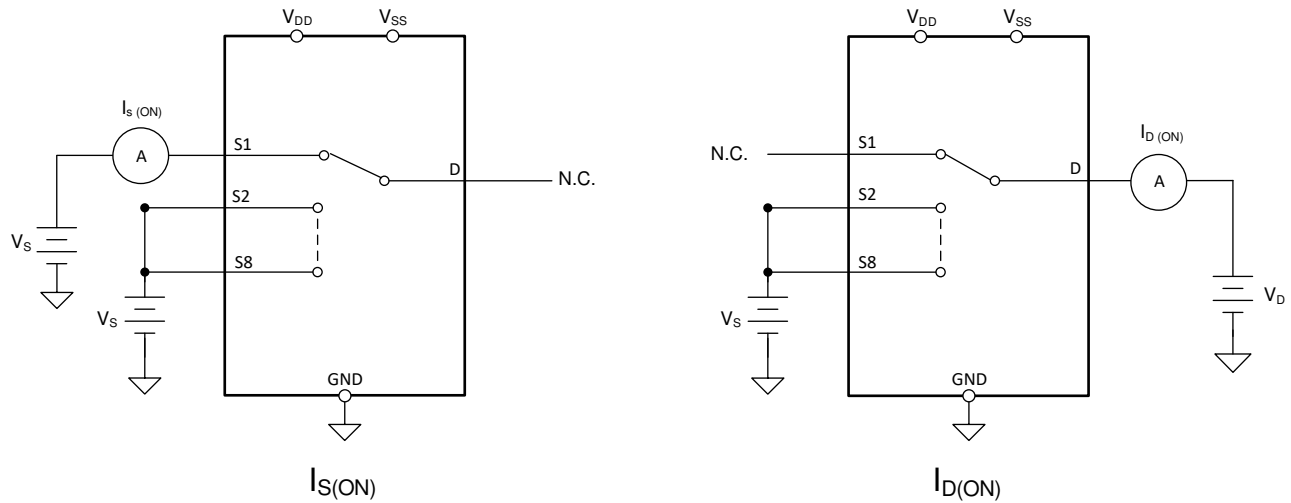 VDD VSS
Is (ON)
A
S1
D
N.C.
S2
VS
S8
VS
GND
IS(ON)
VDD VSS
N.C.
S1
D
ID (ON)
A
S2
S8
VS
VD
GND
ID(ON)